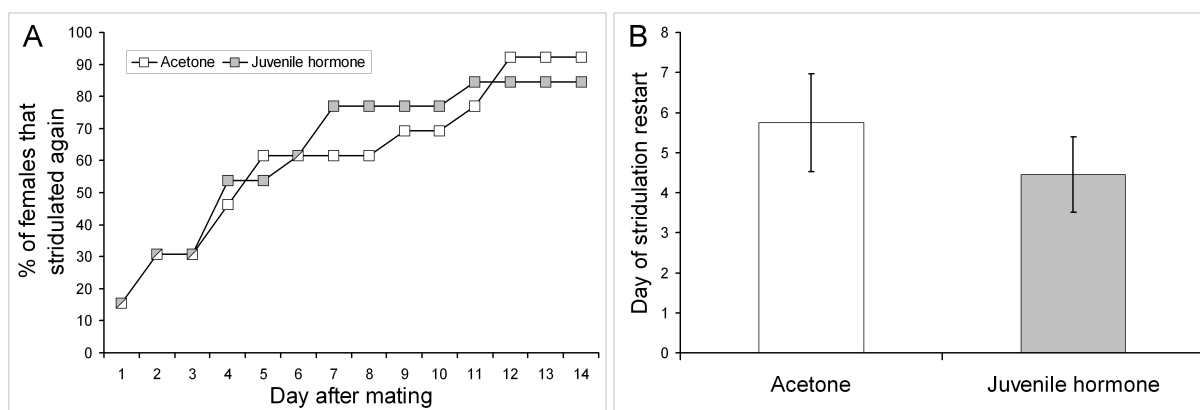 A
Acetone
Juvenile hormone
% of females that
stridulated again
100
90
80
70
60
50
40
30
20
10
0
1 2 3 4 5 6 7 8 9 10 11 12 13 14
Day after mating
B
Day of stridulation restart
8
7
6
5
4
3
2
1
0
Acetone
Juvenile hormone